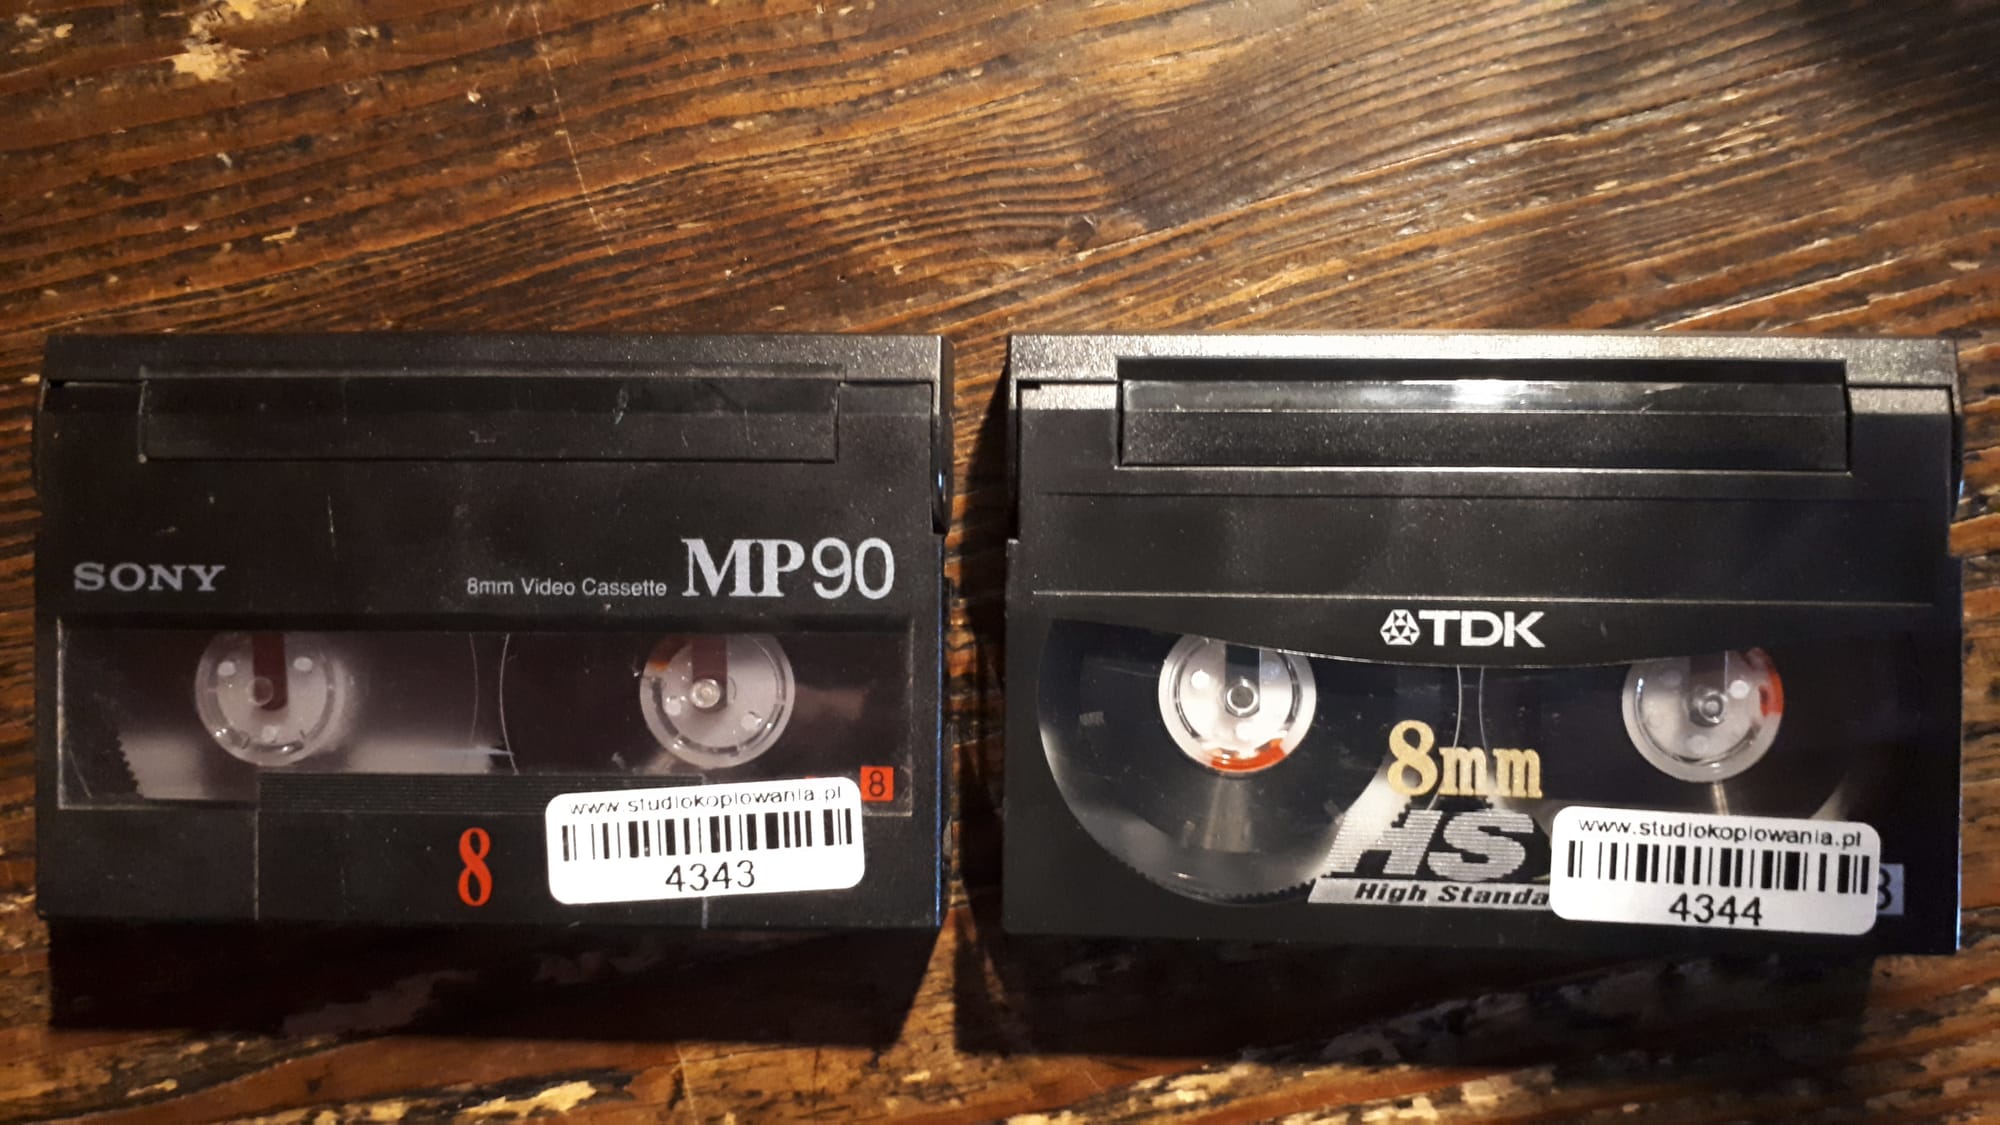 SONY
8mm Video Cassette MP90
8
8
www.studiokopiowania.pl
4343
TDK
8mm
HS
High Standa
www.studiokopiowania.pl
4344
8